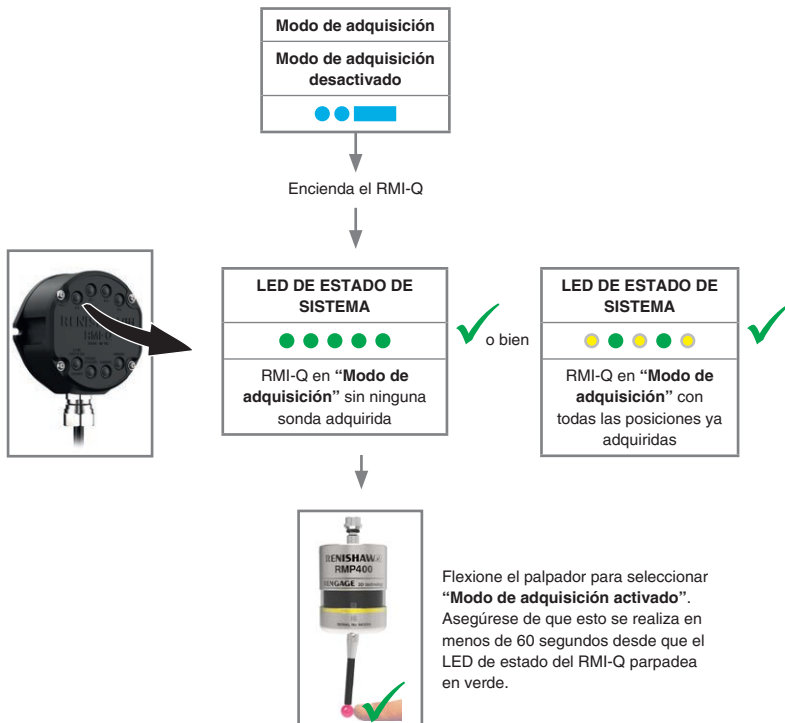 Modo de adquisición
Modo de adquisición
desactivado
Encienda el RMI-Q
RENISHAW
RMI-Q
LED DE ESTADO DE
SISTEMA
RMI-Q en “Modo de
adquisición” sin ninguna
sonda adquirida
o bien
LED DE ESTADO DE
SISTEMA
RMI-Q en “Modo de
adquisición” con
todas las posiciones ya
adquiridas
RENISHAW
RMP400
RENGAGE
Flexione el palpador para seleccionar
“Modo de adquisición activado”.
Asegúrese de que esto se realiza en
menos de 60 segundos desde que el
LED de estado del RMI-Q parpadea
en verde.